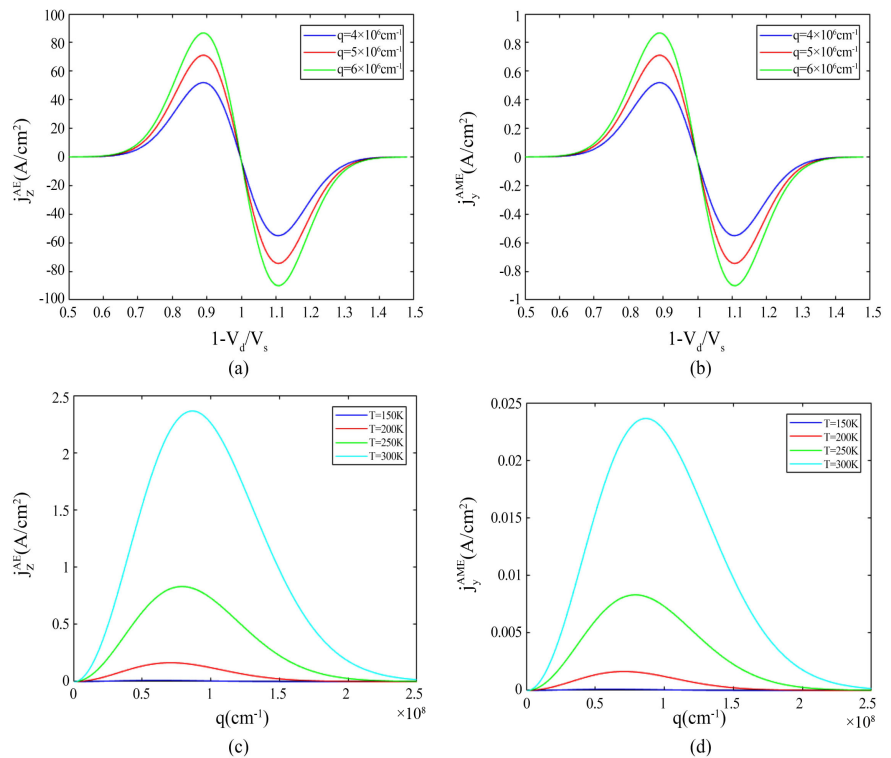 100
80
60
40
20
0
-20
-40
-60
-80
-100
j_z^AE(A/cm²)
q=4×10⁶cm⁻¹
q=5×10⁶cm⁻¹
q=6×10⁶cm⁻¹
0.5 0.6 0.7 0.8 0.9 1 1.1 1.2 1.3 1.4 1.5
1-V_d/V_s
(a)
1
0.8
0.6
0.4
0.2
0
-0.2
-0.4
-0.6
-0.8
-1
j_y^AME(A/cm²)
q=4×10⁶cm⁻¹
q=5×10⁶cm⁻¹
q=6×10⁶cm⁻¹
0.5 0.6 0.7 0.8 0.9 1 1.1 1.2 1.3 1.4 1.5
1-V_d/V_s
(b)
2.5
2
1.5
1
0.5
0
j_z^AE(A/cm²)
T=150K
T=200K
T=250K
T=300K
0 0.5 1 1.5 2 2.5
×10⁸
q(cm⁻¹)
(c)
0.025
0.02
0.015
0.01
0.005
0
j_y^AME(A/cm²)
T=150K
T=200K
T=250K
T=300K
0 0.5 1 1.5 2 2.5
×10⁸
q(cm⁻¹)
(d)